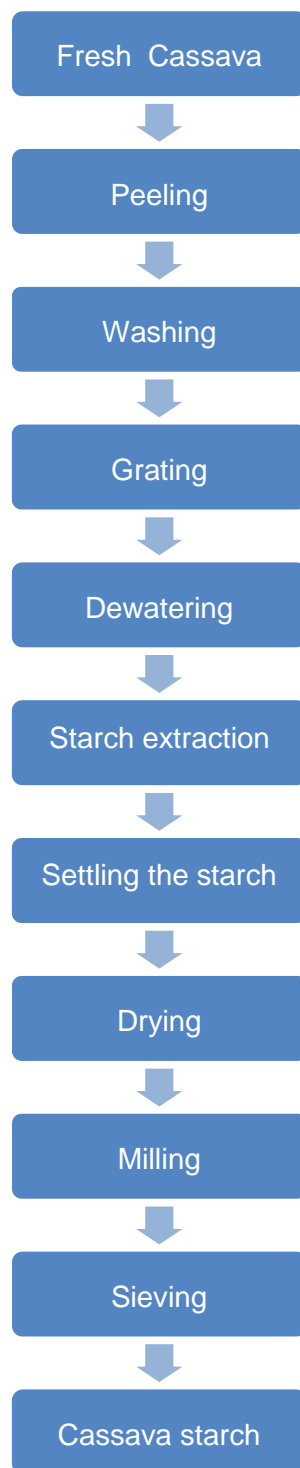 Fresh  Cassava
Peeling
Washing
Grating
Dewatering
Starch extraction
Settling the starch
Drying
Milling
Sieving
Cassava starch